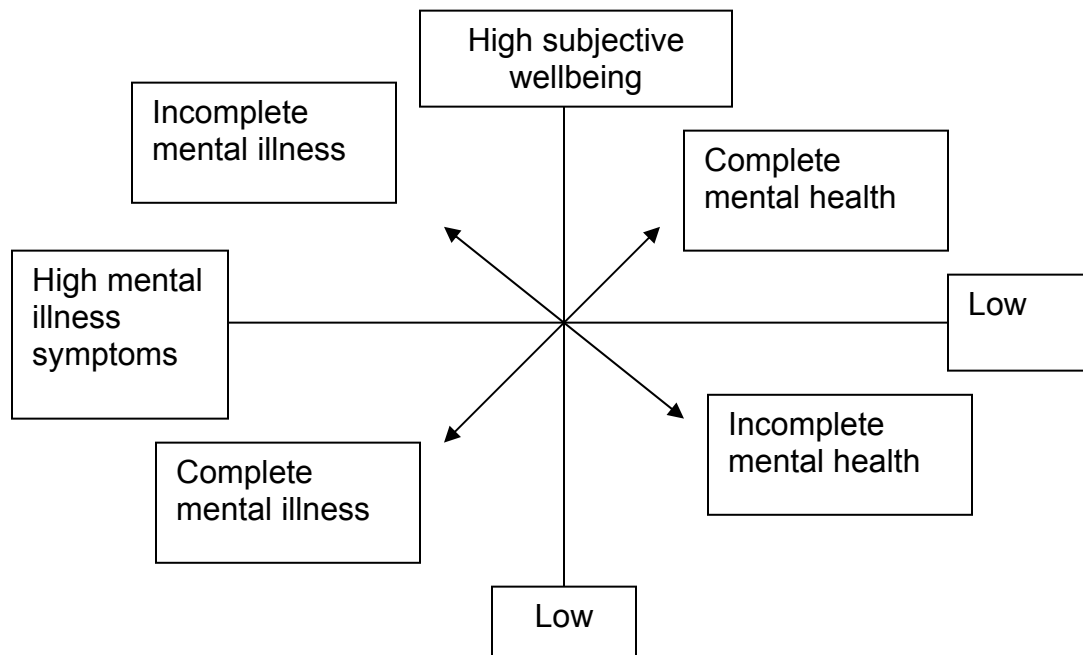 High subjective
wellbeing
Incomplete
mental illness
Complete
mental health
High mental
illness
symptoms
Low
Incomplete
mental health
Complete
mental illness
Low